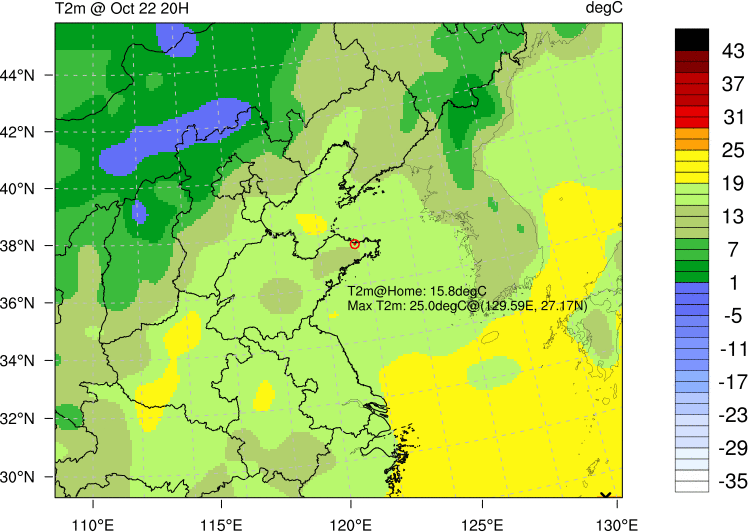 T2m @ Oct 22 20H
degC
44°N
42°N
40°N
38°N
36°N
34°N
32°N
30°N
T2m@Home: 15.8degC
Max T2m: 25.0degC@(129.59E, 27.17N)
110°E
115°E
120°E
125°E
130°E
43
37
31
25
19
13
7
1
-5
-11
-17
-23
-29
-35